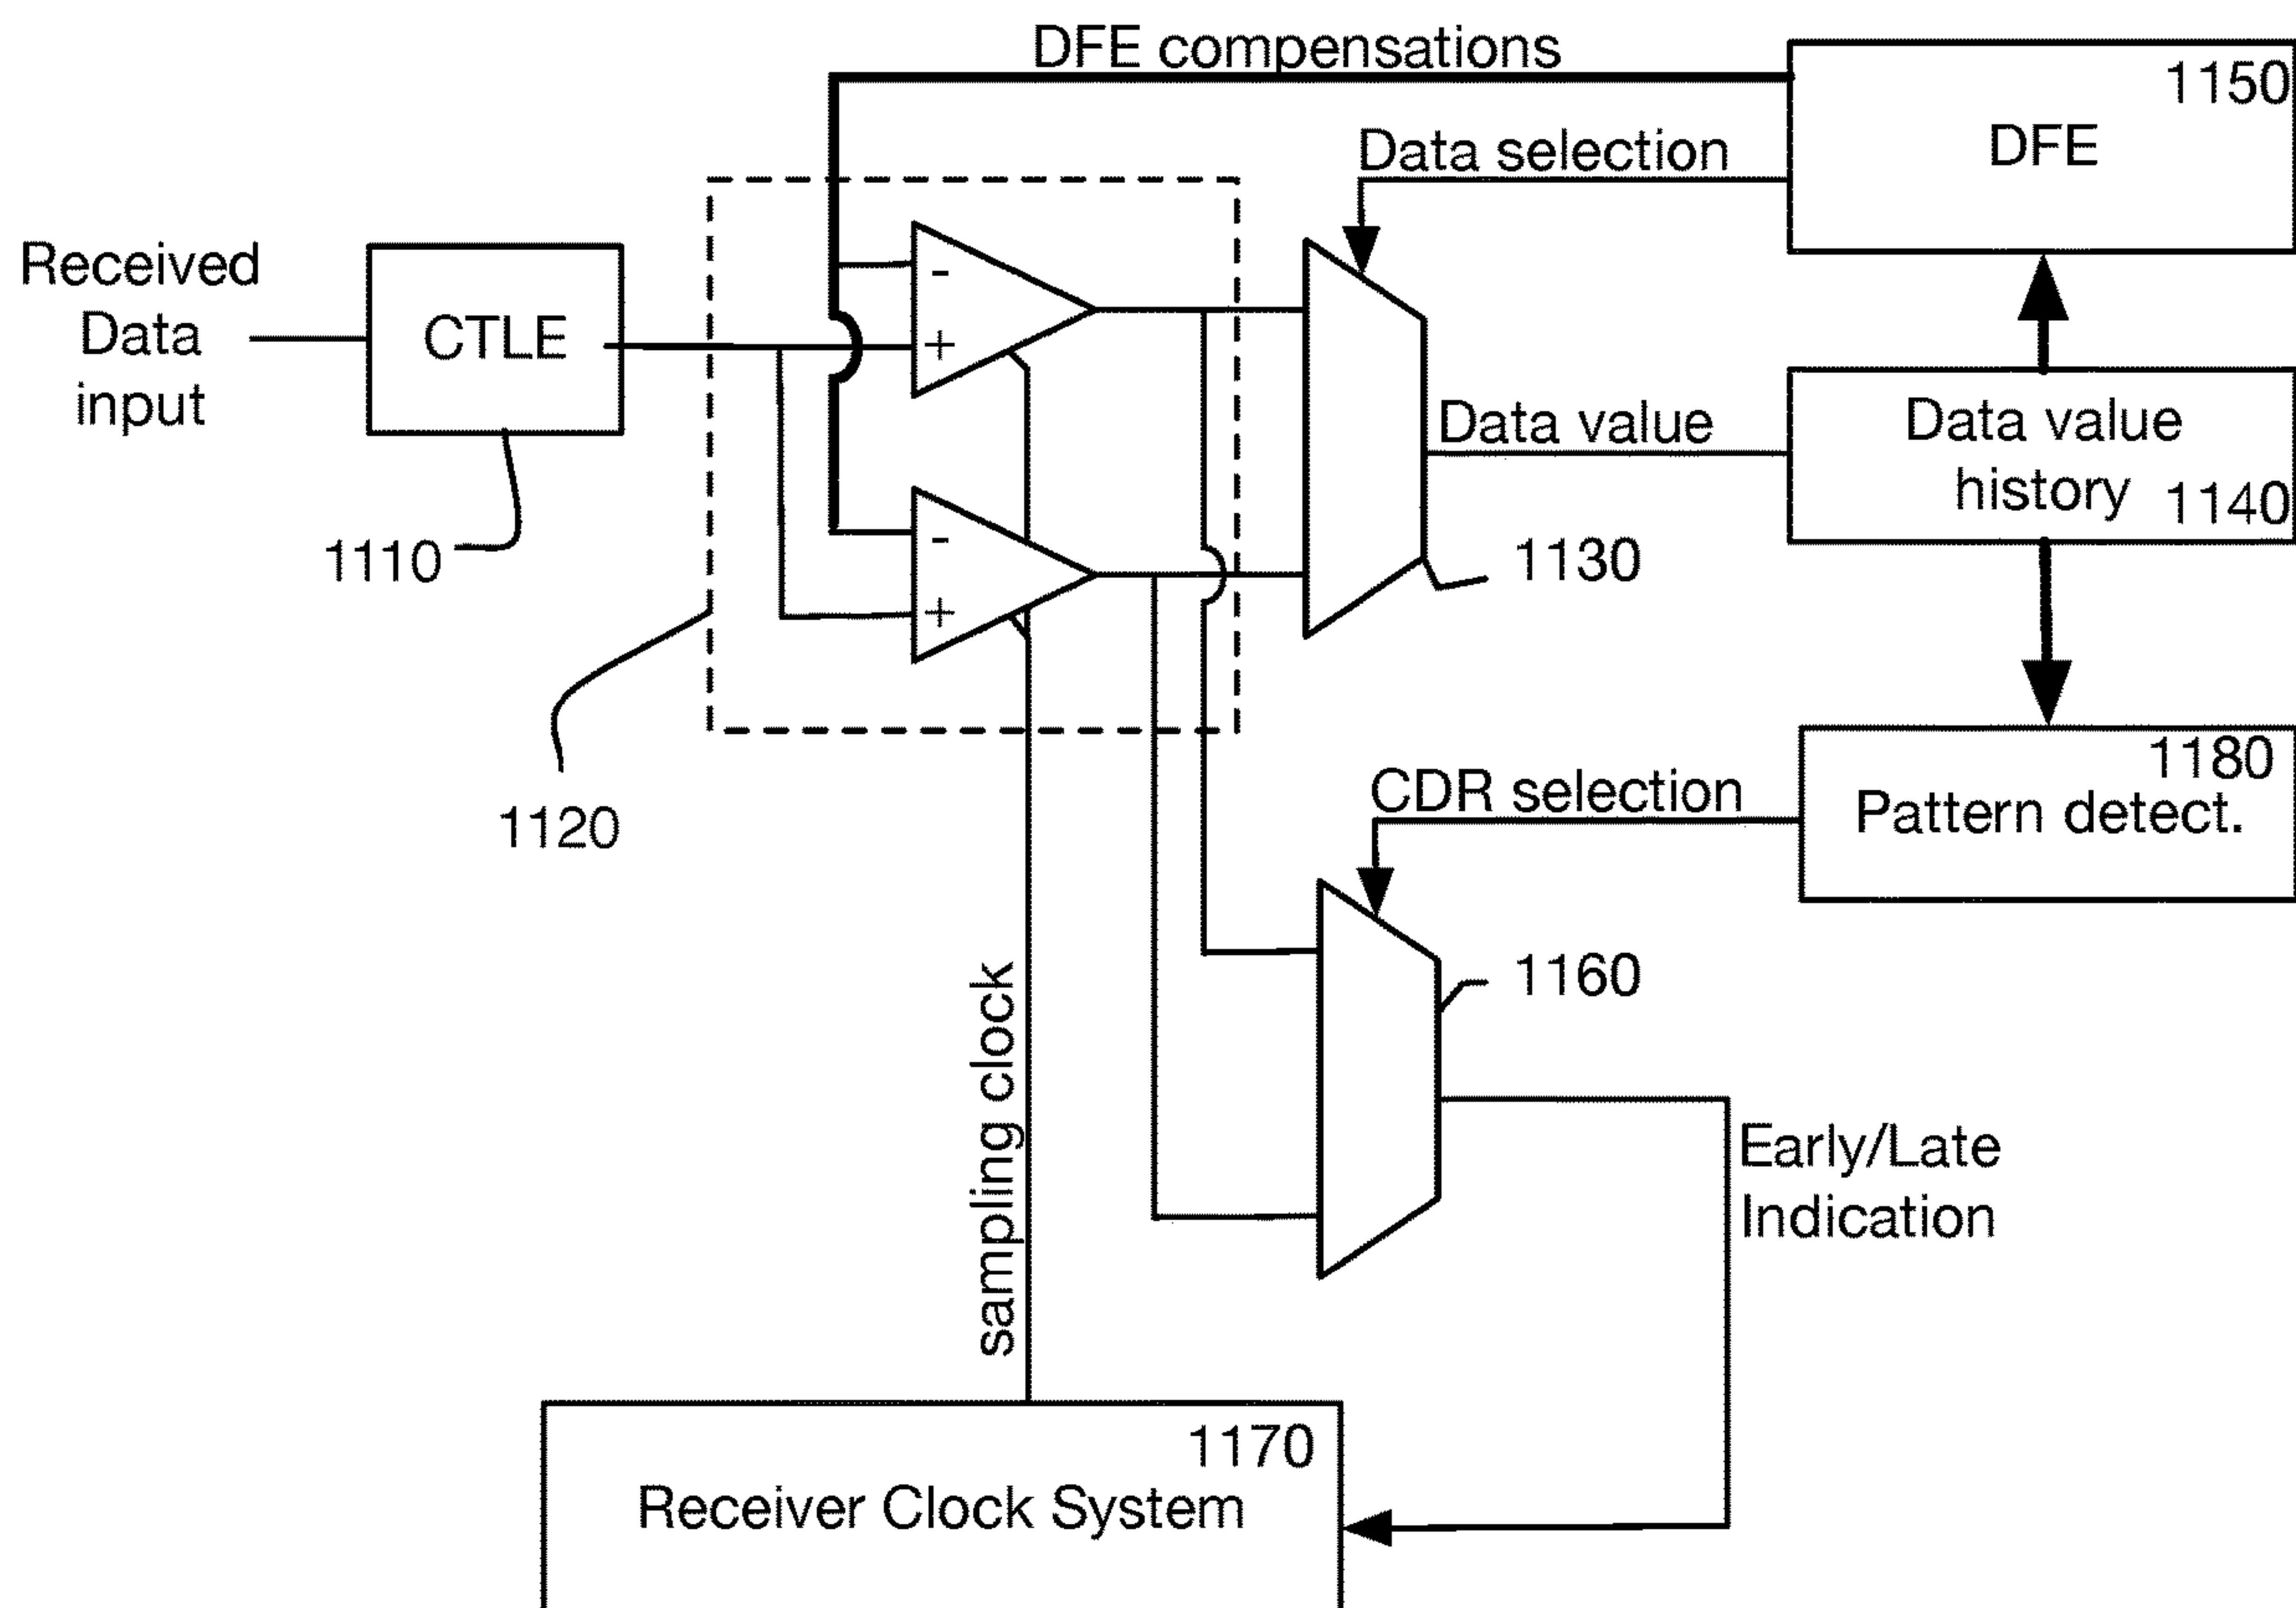 DFE compensations
1150
DFE
Data selection
Received
Data
input
CTLE
-
+
1110
-
+
Data value
1130
Data value
history
1140
1120
1180
Pattern detect.
CDR selection
1160
sampling clock
Early/Late
Indication
1170
Receiver Clock System